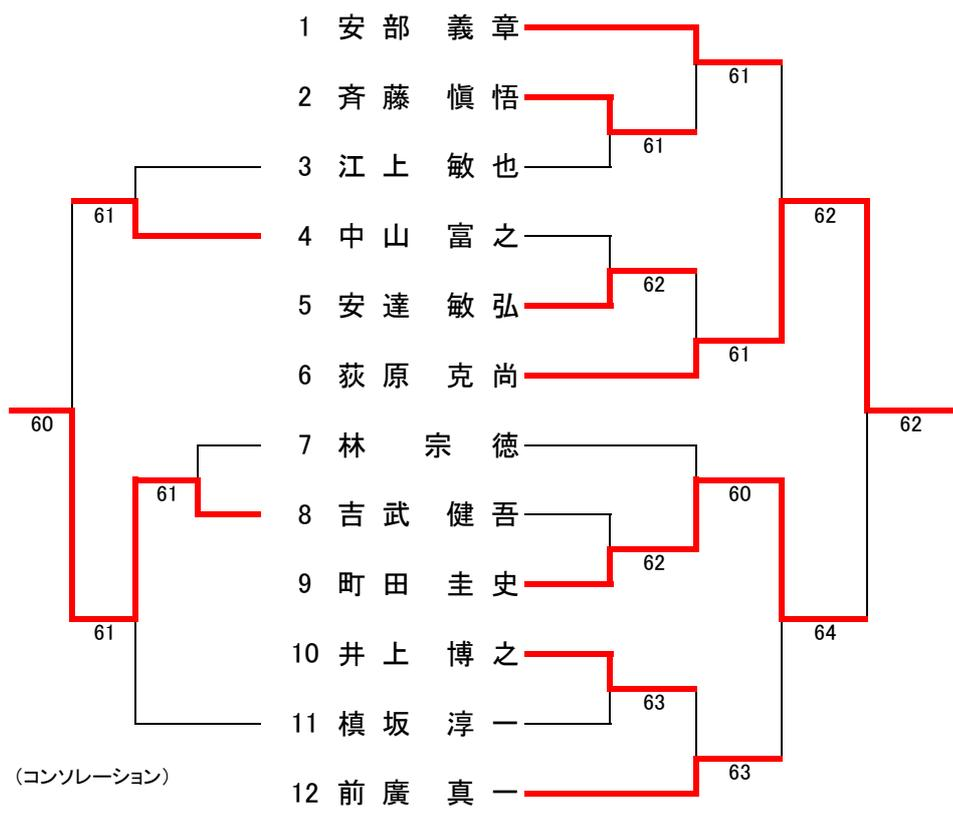 1 安部 義章
61
2 斉藤 愼悟
61
3 江上 敏也
61
4 中山 富之
62
62
5 安達 敏弘
61
6 荻原 克尚
60
62
7 林 宗徳
61
60
8 吉武 健吾
62
9 町田 圭史
61
64
10 井上 博之
63
11 槙坂 淳一
(コンソレーション)
63
12 前廣 真一